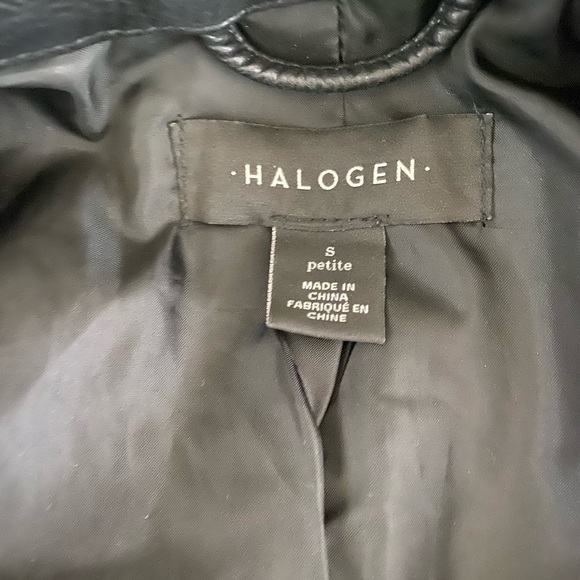 ·HALOGEN·
S
petite
MADE IN
CHINA
FABRIQUÉ EN
CHINE